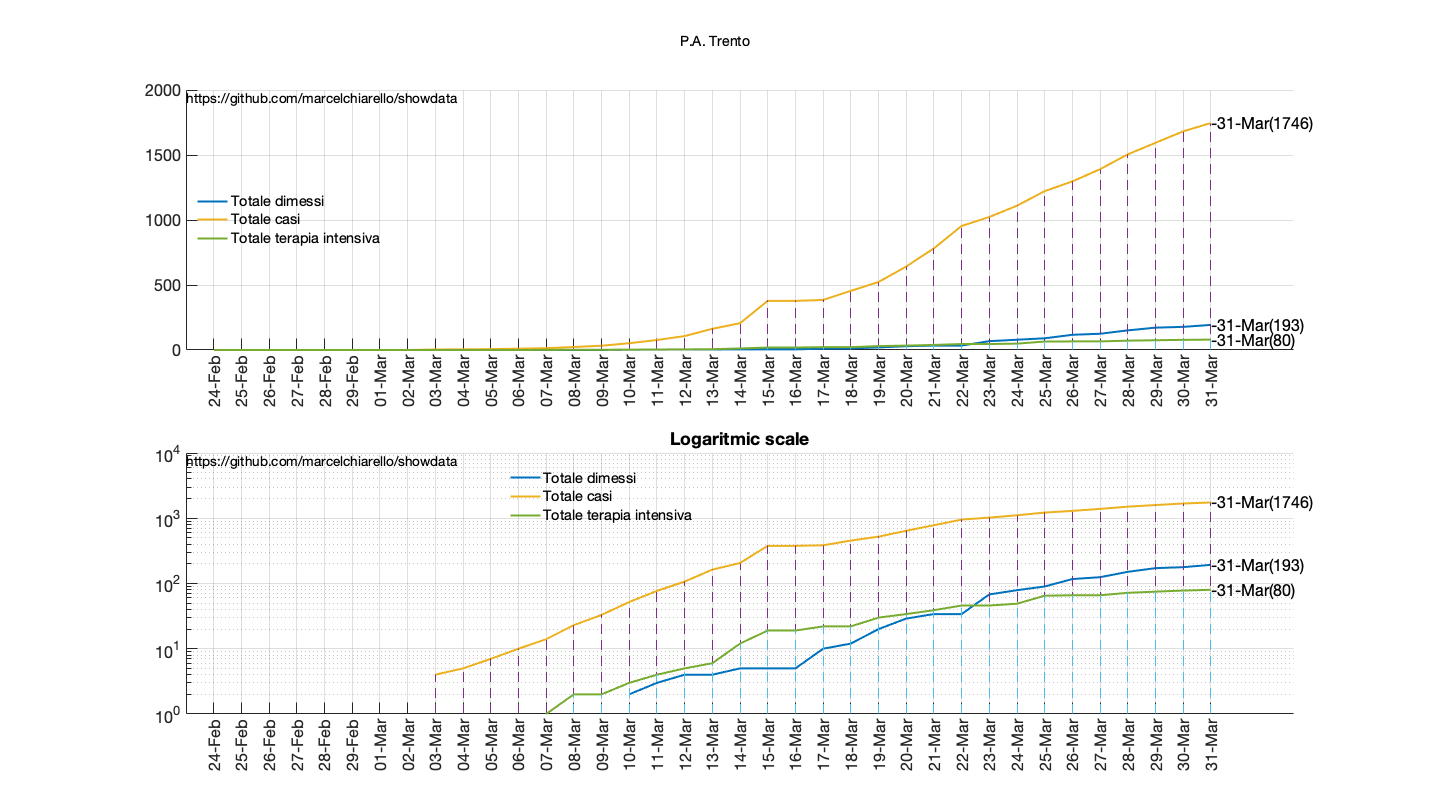 P.A. Trento
2000
1500
1000
500
0
https://github.com/marcelchiarello/showdata
Totale dimessi
Totale casi
Totale terapia intensiva
-31-Mar(1746)
-31-Mar(193)
-31-Mar(80)
24-Feb
25-Feb
26-Feb
27-Feb
28-Feb
29-Feb
01-Mar
02-Mar
03-Mar
04-Mar
05-Mar
06-Mar
07-Mar
08-Mar
09-Mar
10-Mar
11-Mar
12-Mar
13-Mar
14-Mar
15-Mar
16-Mar
17-Mar
18-Mar
19-Mar
20-Mar
21-Mar
22-Mar
23-Mar
24-Mar
25-Mar
26-Mar
27-Mar
28-Mar
29-Mar
30-Mar
31-Mar
Logaritmic scale
10^4
10^3
10^2
10^1
10^0
https://github.com/marcelchiarello/showdata
Totale dimessi
Totale casi
Totale terapia intensiva
-31-Mar(1746)
-31-Mar(193)
-31-Mar(80)
24-Feb
25-Feb
26-Feb
27-Feb
28-Feb
29-Feb
01-Mar
02-Mar
03-Mar
04-Mar
05-Mar
06-Mar
07-Mar
08-Mar
09-Mar
10-Mar
11-Mar
12-Mar
13-Mar
14-Mar
15-Mar
16-Mar
17-Mar
18-Mar
19-Mar
20-Mar
21-Mar
22-Mar
23-Mar
24-Mar
25-Mar
26-Mar
27-Mar
28-Mar
29-Mar
30-Mar
31-Mar